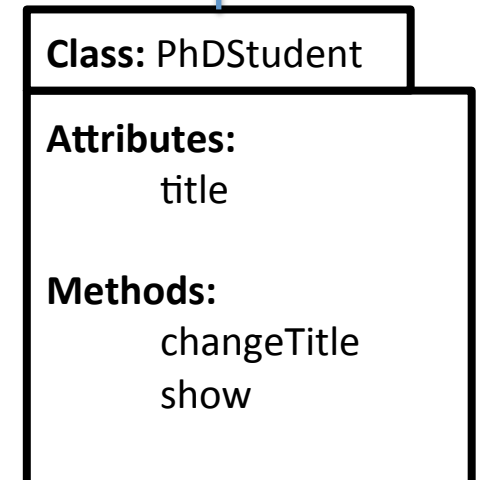 Class: PhDStudent
Attributes:
title
Methods:
changeTitle
show